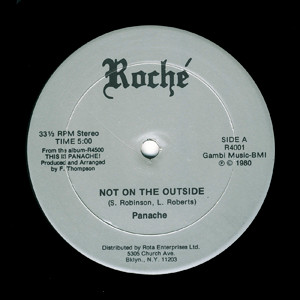 Roché
33⅓ RPM Stereo
TIME 5:00
From the album-R4500
THIS IS PANACHE!
Produced and Arranged
by F. Thompson
SIDE A
R4001
Gambi Music-BMI
℗ © 1980
NOT ON THE OUTSIDE
(S. Robinson, L. Roberts)
Panache
Distributed by Rota Enterprises Ltd.
5305 Church Ave.
Bklyn., N.Y. 11203